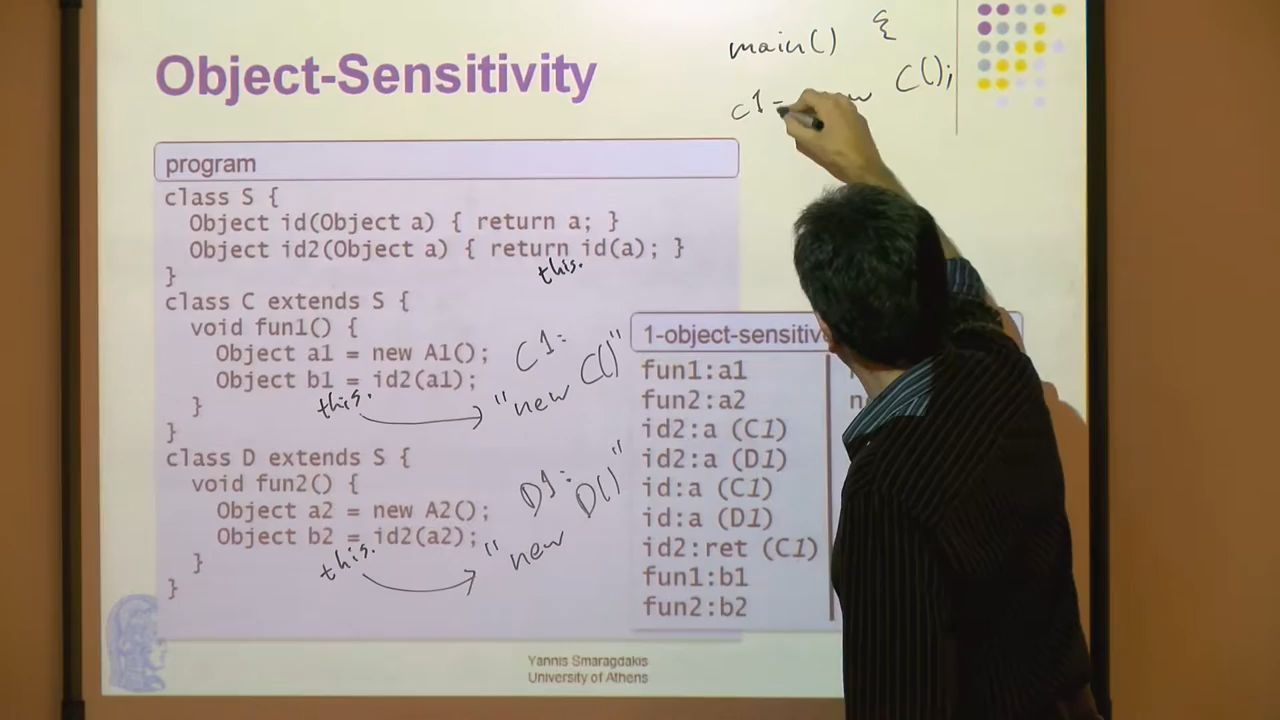 Object-Sensitivity
main() {
c1= new C();
program
class S {
Object id(Object a) { return a; }
Object id2(Object a) { return id(a); }
this.
}
class C extends S {
void fun1() {
Object a1 = new A1();
Object b1 = id2(a1);
this.
}
}
C1:
"new C()"
class D extends S {
void fun2() {
Object a2 = new A2();
Object b2 = id2(a2);
this.
}
}
D1:
"new D()"
1-object-sensitiv
fun1:a1
fun2:a2
id2:a (C1)
id2:a (D1)
id:a (C1)
id:a (D1)
id2:ret (C1)
fun1:b1
fun2:b2
Yannis Smaragdakis
University of Athens